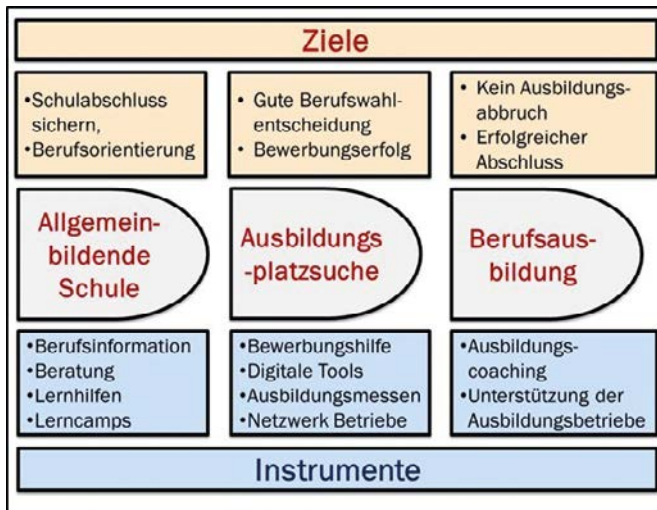 Ziele
•Schulabschluss
sichern,
•Berufsorientierung
• Gute Berufswahl-
entscheidung
• Bewerbungserfolg
• Kein Ausbildungs-
abbruch
• Erfolgreicher
Abschluss
Allgemein-
bildende
Schule
Ausbildungs
-platzsuche
Berufsaus-
bildung
•Berufsinformation
•Beratung
•Lernhilfen
•Lerncamps
•Bewerbungshilfe
•Digitale Tools
•Ausbildungsmessen
•Netzwerk Betriebe
•Ausbildungs-
coaching
•Unterstützung der
Ausbildungsbetriebe
Instrumente